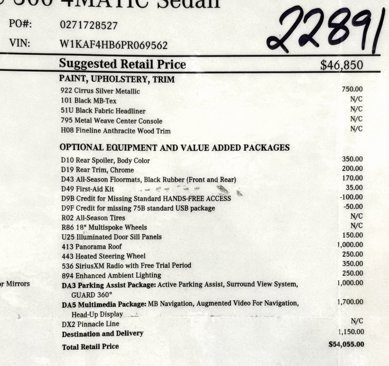 300 4MATIC Sedan
22891
PO#: 0271728527
VIN: W1KAF4HB6PR069562
Suggested Retail Price $46,850
PAINT, UPHOLSTERY, TRIM
922 Cirrus Silver Metallic 750.00
101 Black MB-Tex N/C
51U Black Fabric Headliner N/C
795 Metal Weave Center Console N/C
H08 Fineline Anthracite Wood Trim N/C
OPTIONAL EQUIPMENT AND VALUE ADDED PACKAGES
D10 Rear Spoiler, Body Color 350.00
D19 Rear Trim, Chrome 200.00
D43 All-Season Floormats, Black Rubber (Front and Rear) 170.00
D49 First-Aid Kit 35.00
D9B Credit for Missing Standard HANDS-FREE ACCESS -100.00
D9F Credit for missing 75B standard USB package -50.00
R02 All-Season Tires N/C
R86 18" Multispoke Wheels N/C
U25 Illuminated Door Sill Panels 150.00
413 Panorama Roof 1,000.00
443 Heated Steering Wheel 250.00
536 SiriusXM Radio with Free Trial Period 350.00
894 Enhanced Ambient Lighting 250.00
r Mirrors DA3 Parking Assist Package: Active Parking Assist, Surround View System, 1,000.00
GUARD 360°
DA5 Multimedia Package: MB Navigation, Augmented Video For Navigation, 1,700.00
Head-Up Display
DX2 Pinnacle Line N/C
Destination and Delivery 1,150.00
Total Retail Price $54,055.00